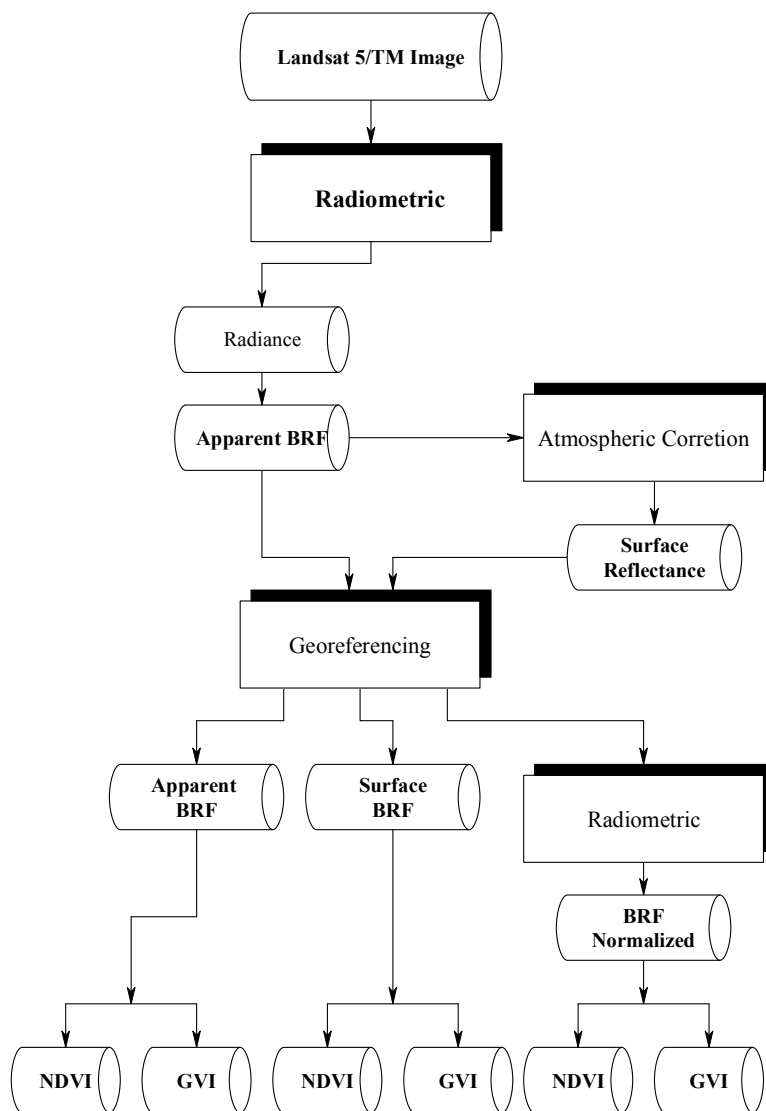 Landsat 5/TM Image
Radiometric
Radiance
Apparent BRF
Atmospheric Corretion
Surface
Reflectance
Georeferencing
Apparent
BRF
Surface
BRF
Radiometric
BRF
Normalized
NDVI
GVI
NDVI
GVI
NDVI
GVI